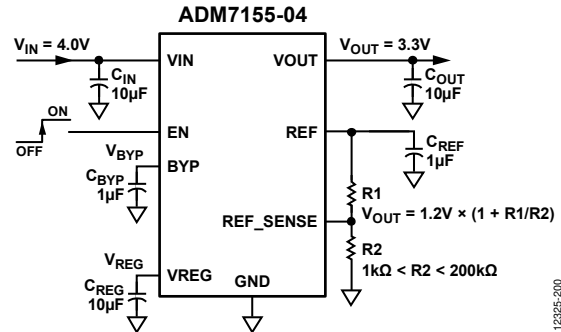 ADM7155-04
VIN = 4.0V
VIN
VOUT
VOUT = 3.3V
CIN
10µF
COUT
10µF
ON
OFF
EN
REF
VBYP
BYP
CBYP
1µF
CREF
1µF
R1
REF_SENSE
VOUT = 1.2V × (1 + R1/R2)
R2
1kΩ < R2 < 200kΩ
VREG
VREG
CREG
10µF
GND
12325-200